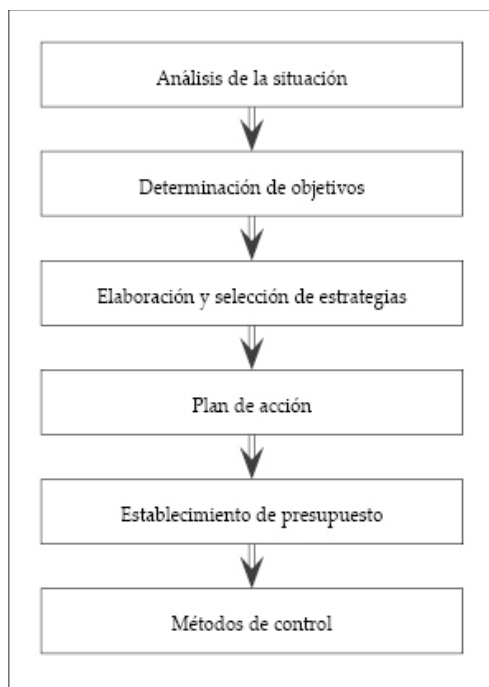 Análisis de la situación
Determinación de objetivos
Elaboración y selección de estrategias
Plan de acción
Establecimiento de presupuesto
Métodos de control